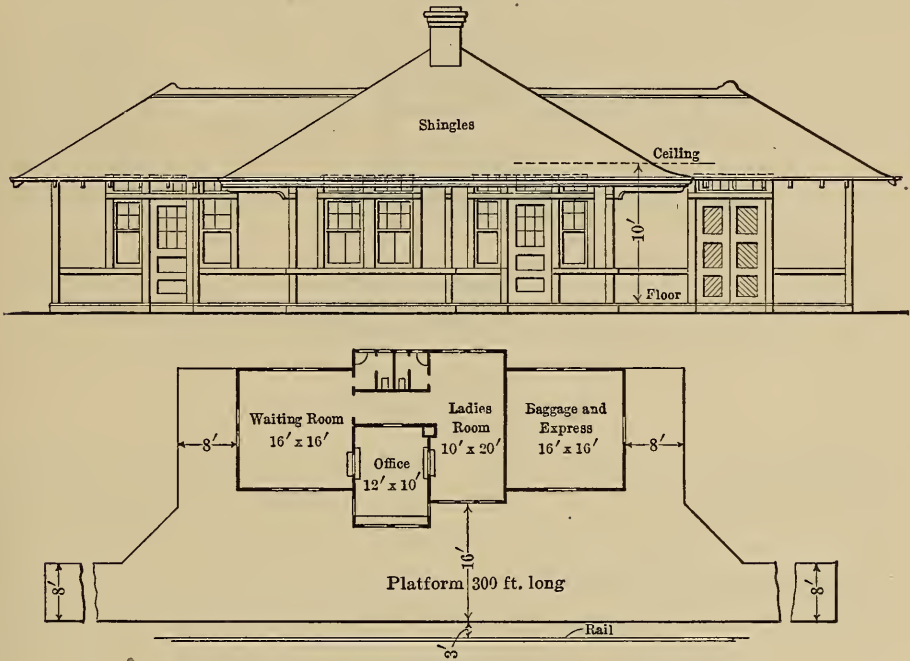 Shingles
Ceiling
10′
Floor
Waiting Room
16′ x 16′
Ladies
Room
10′ x 20′
Baggage and
Express
16′ x 16′
Office
12′ x 10′
8′
8′
16′
8′
8′
Platform 300 ft. long
Rail
3′